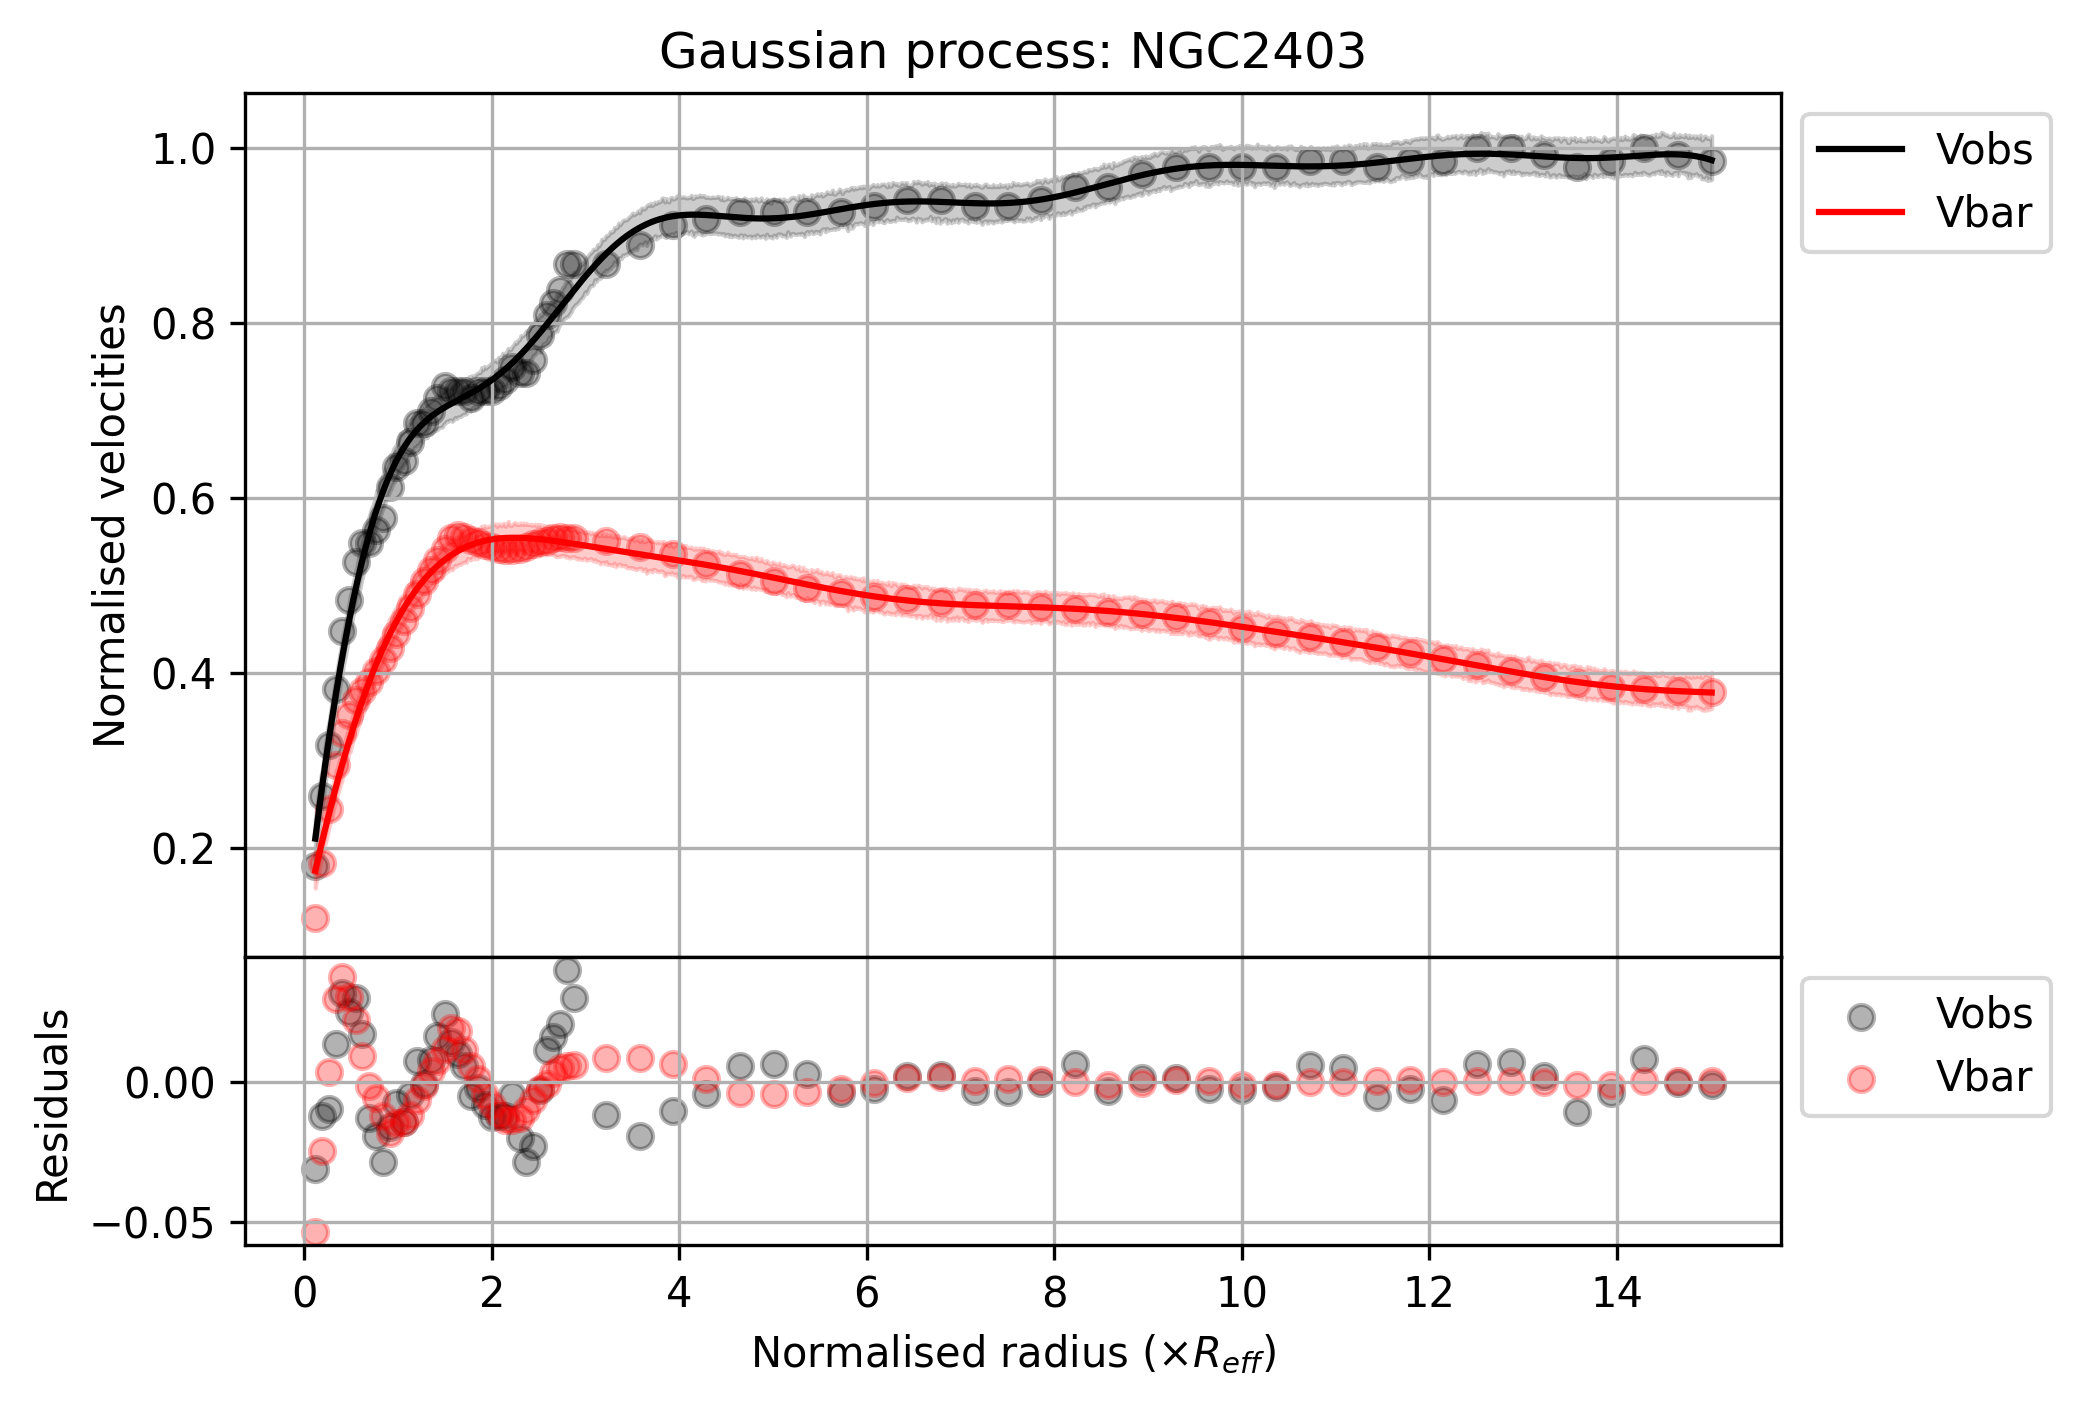 Gaussian process: NGC2403
Normalised velocities
1.0
0.8
0.6
0.4
0.2
Vobs
Vbar
Residuals
0.00
−0.05
Vobs
Vbar
0 2 4 6 8 10 12 14
Normalised radius (×R_eff)